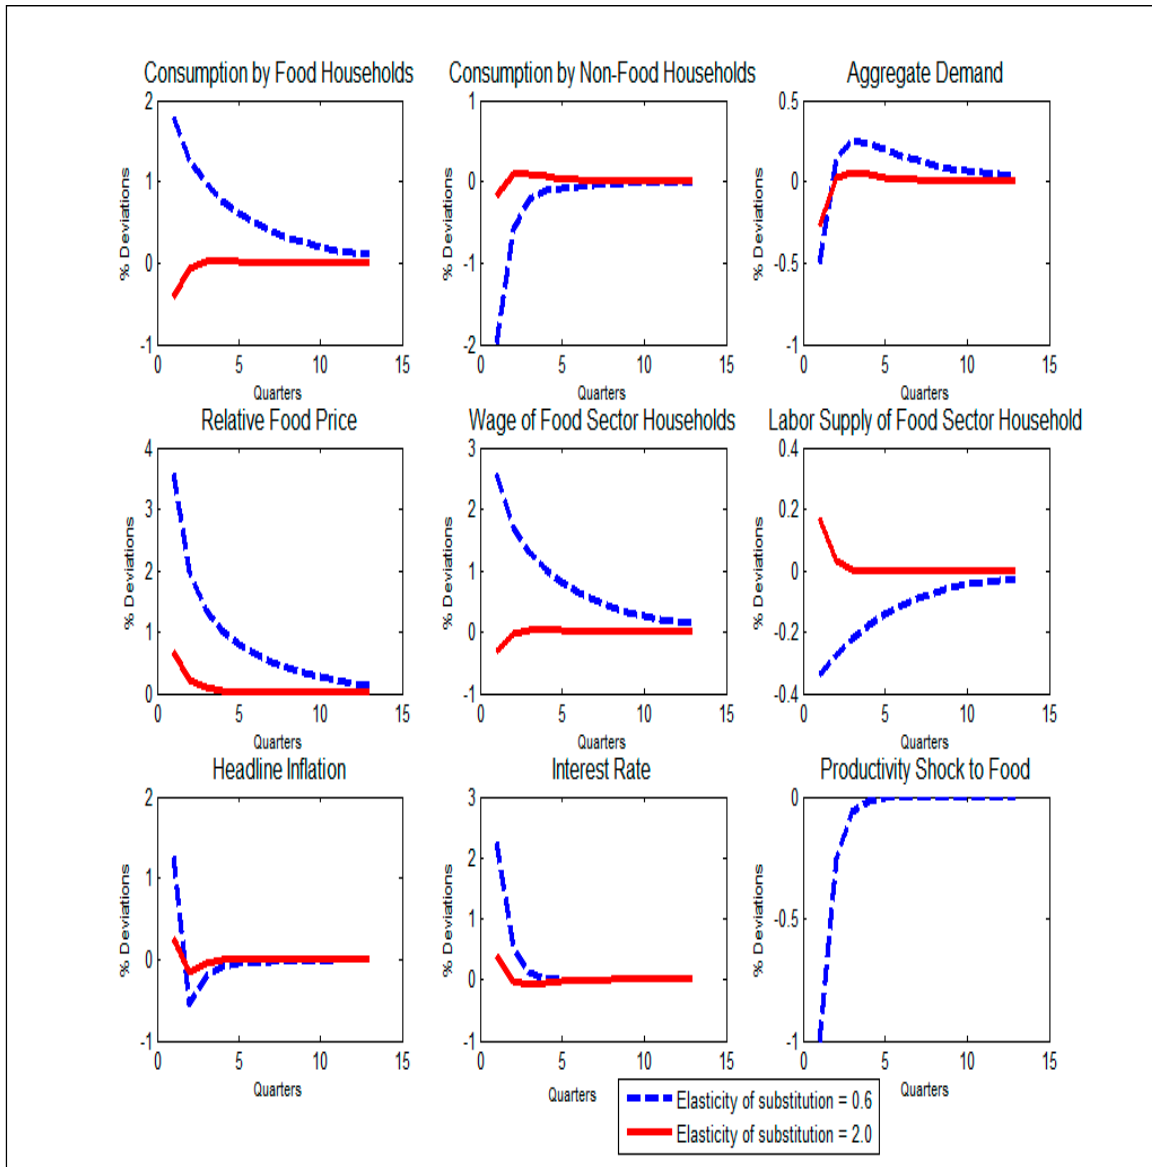 Consumption by Food Households
% Deviations
2
1
0
-1
0
5
10
15
Quarters
Consumption by Non-Food Households
% Deviations
1
0
-1
-2
0
5
10
15
Quarters
Aggregate Demand
% Deviations
0.5
0
-0.5
-1
0
5
10
15
Quarters
Relative Food Price
% Deviations
4
3
2
1
0
0
5
10
15
Quarters
Wage of Food Sector Households
% Deviations
3
2
1
0
-1
0
5
10
15
Quarters
Labor Supply of Food Sector Household
% Deviations
0.4
0.2
0
-0.2
-0.4
0
5
10
15
Quarters
Headline Inflation
% Deviations
2
1
0
-1
0
5
10
15
Quarters
Interest Rate
% Deviations
3
2
1
0
-1
0
5
10
15
Quarters
Productivity Shock to Food
% Deviations
0
-0.5
-1
0
5
10
15
Quarters
Elasticity of substitution = 0.6
Elasticity of substitution = 2.0